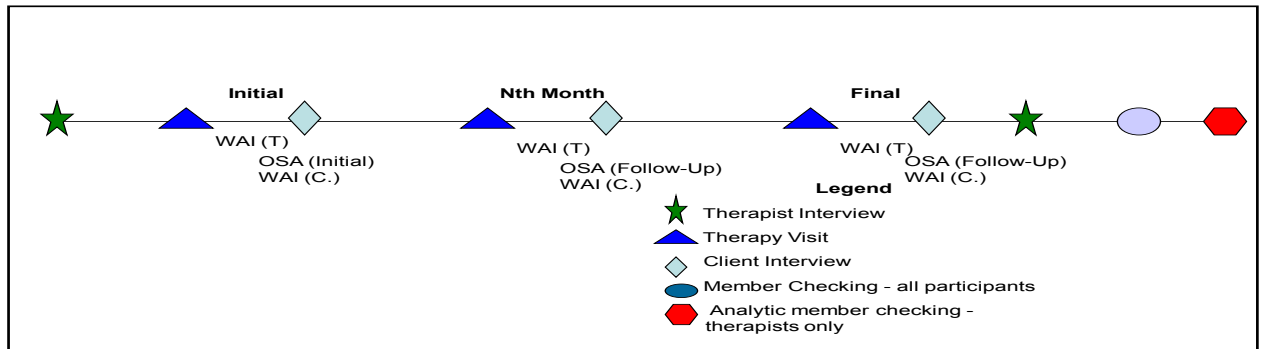 Initial
Nth Month
Final
WAI (T)
OSA (Initial)
WAI (C.)
WAI (T)
OSA (Follow-Up)
WAI (C.)
WAI (T)
OSA (Follow-Up)
WAI (C.)
Legend
Therapist Interview
Therapy Visit
Client Interview
Member Checking - all participants
Analytic member checking -
therapists only